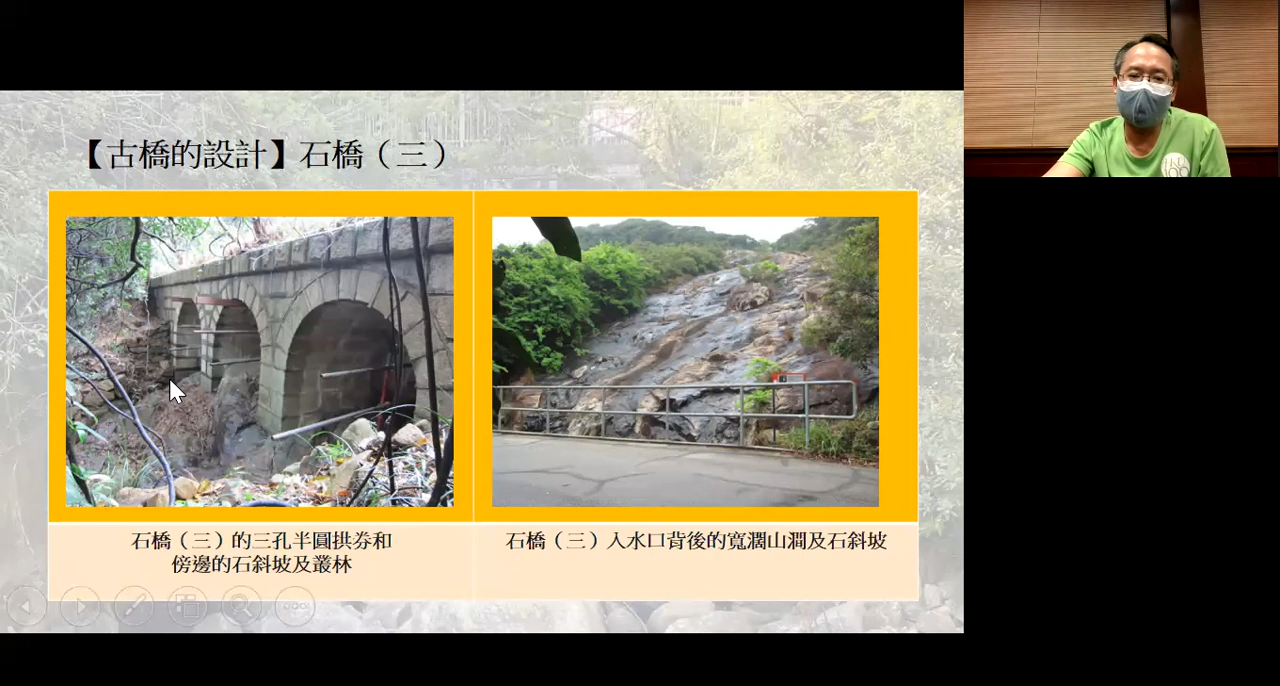 【古橋的設計】石橋（三）
石橋（三）的三孔半圓拱券和
傍邊的石斜坡及叢林
石橋（三）入水口背後的寬濶山澗及石斜坡